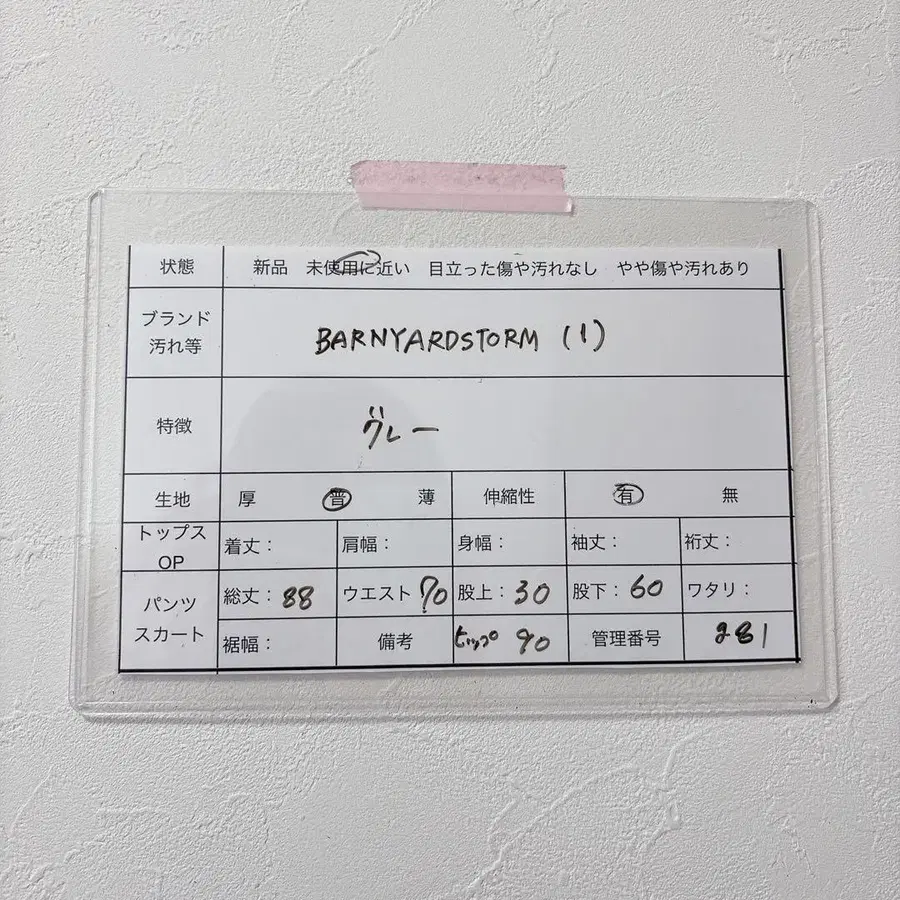 状態 新品 未使用に近い 目立った傷や汚れなし やや傷や汚れあり
ブランド
汚れ等
BARNYARDSTORM (1)
特徴 グレー
生地 厚 普 薄 伸縮性 有 無
トップス
OP
着丈: 肩幅: 身幅: 袖丈: 裄丈:
パンツ
スカート
総丈: 88 ウエスト 70 股上: 30 股下: 60 ワタリ:
裾幅: 備考 ヒップ 90 管理番号 281